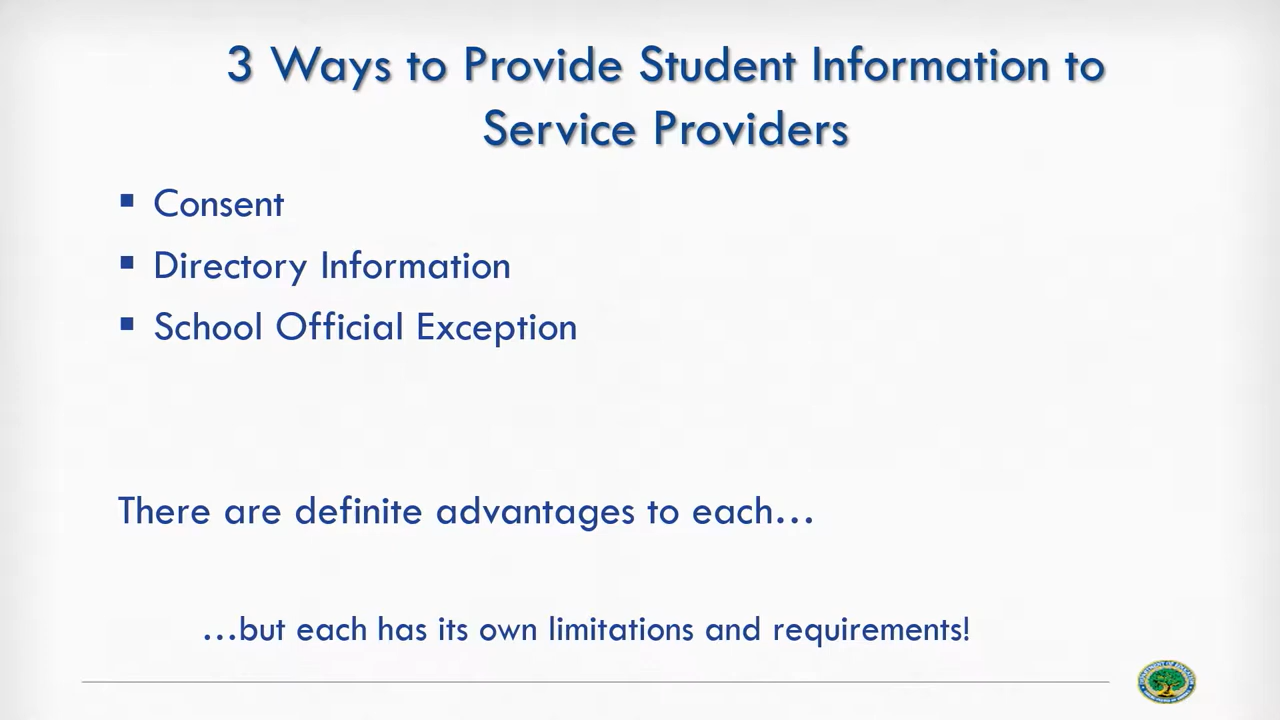 3 Ways to Provide Student Information to
Service Providers
▪ Consent
▪ Directory Information
▪ School Official Exception
There are definite advantages to each…
…but each has its own limitations and requirements!